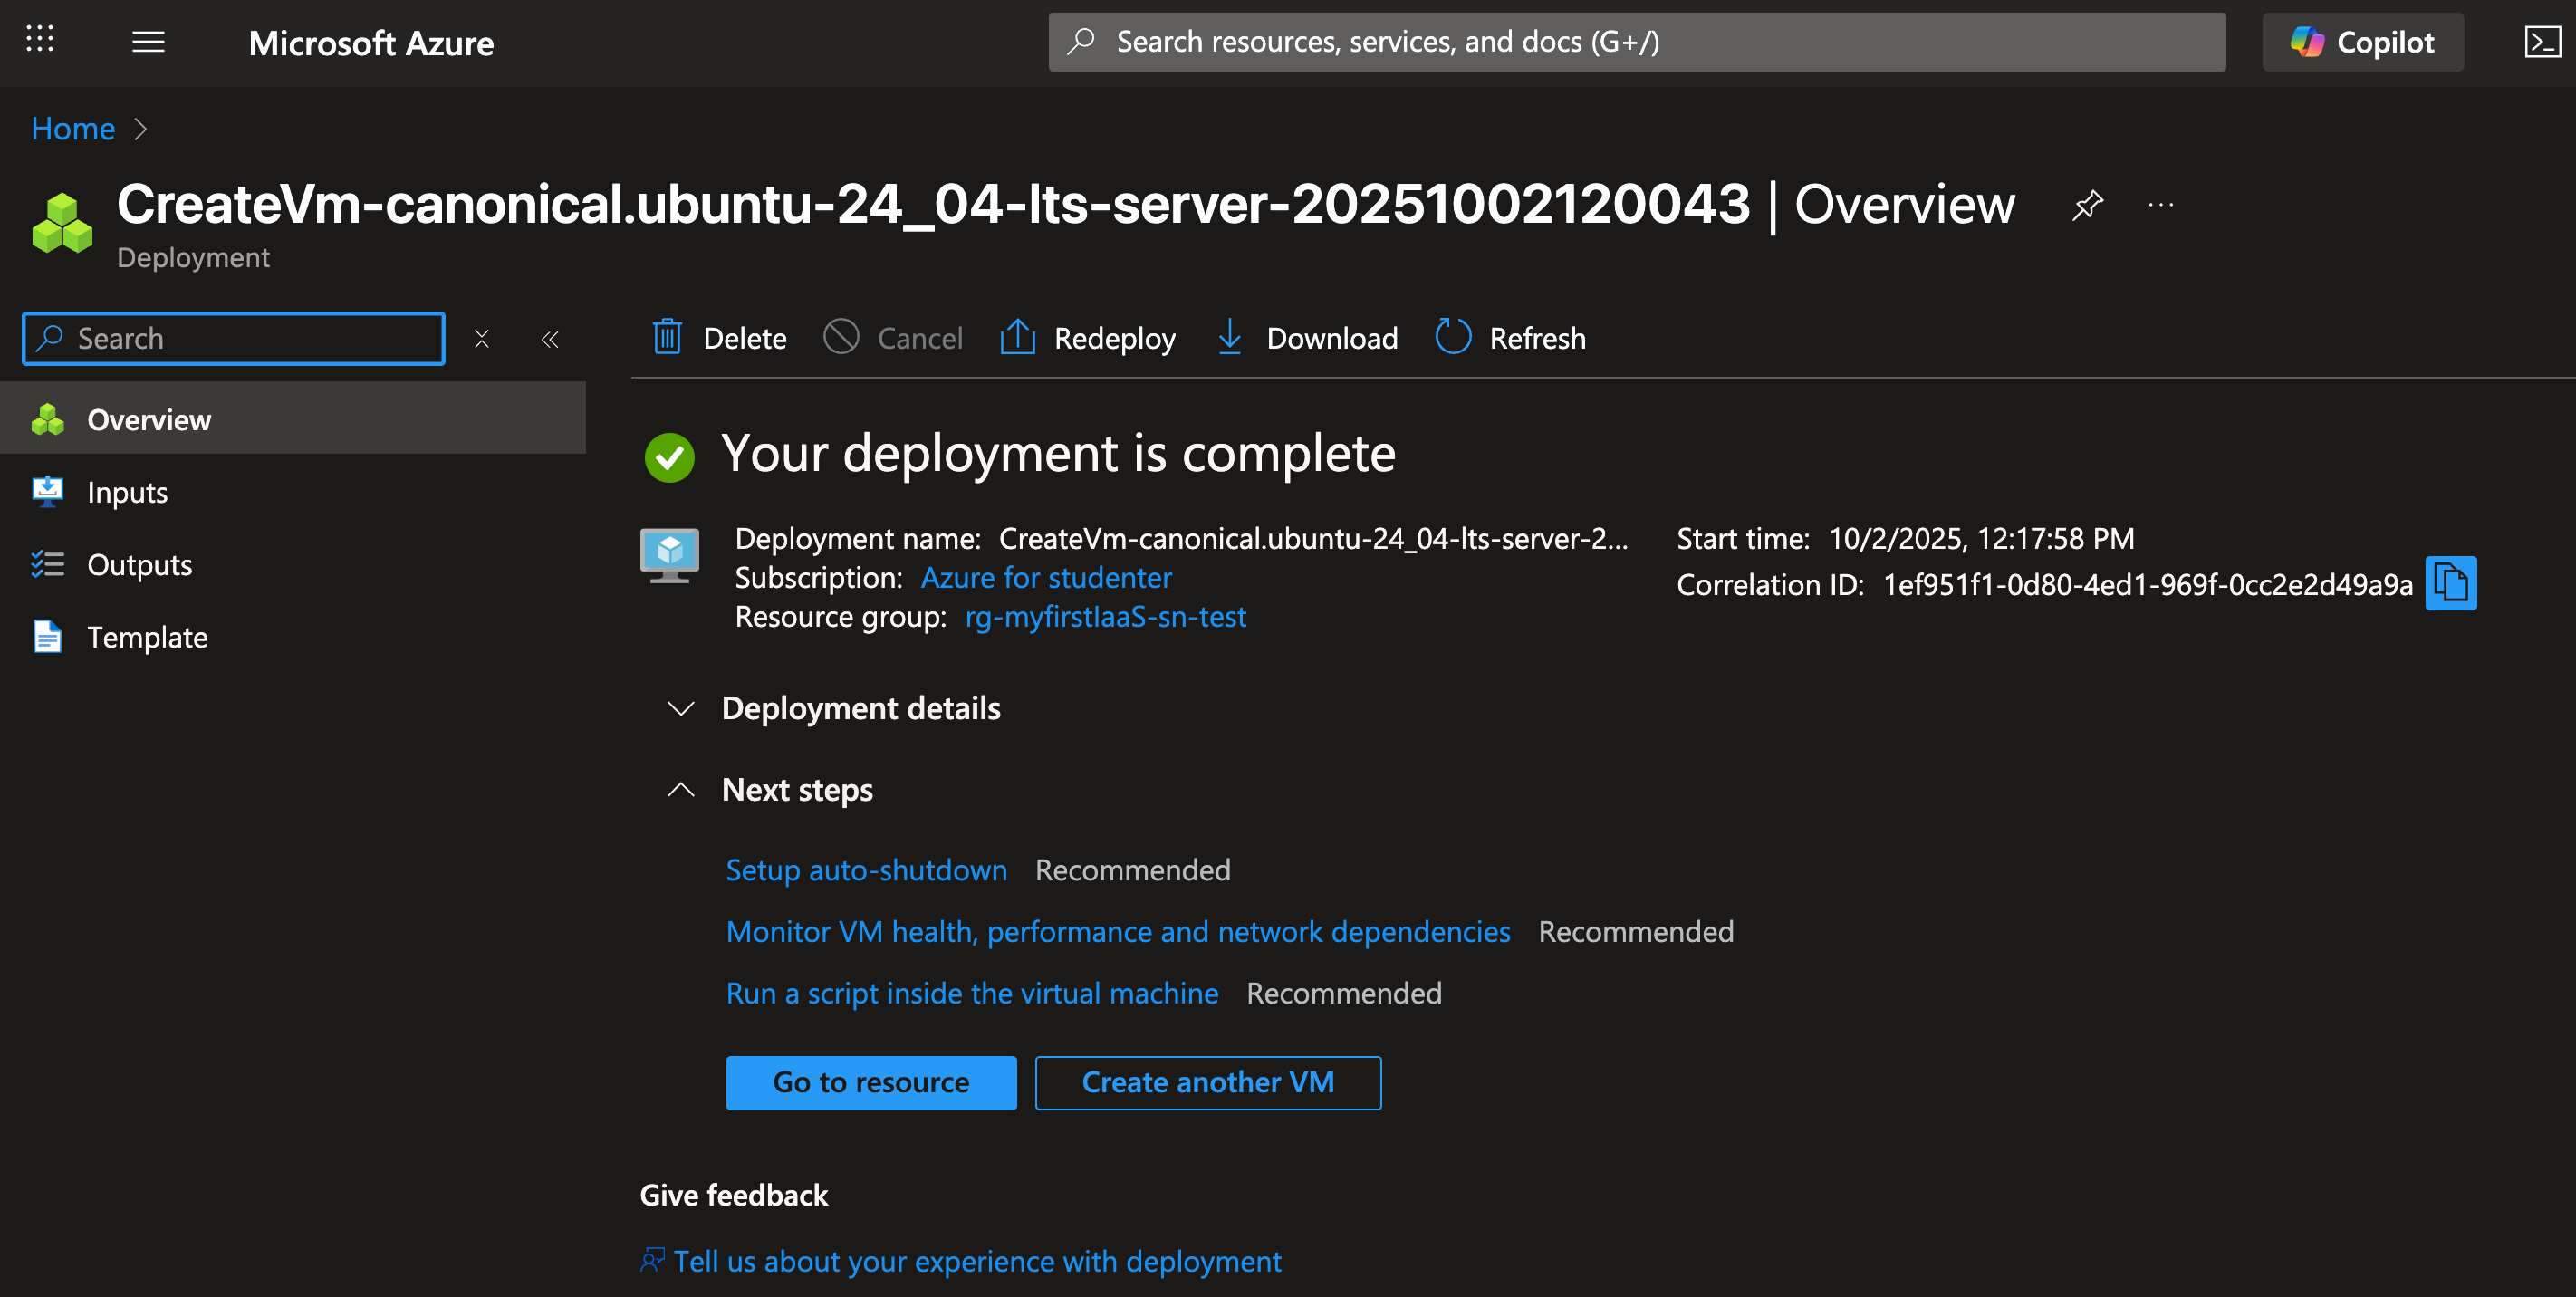 Microsoft Azure
Search resources, services, and docs (G+/)
Copilot
Home
CreateVm-canonical.ubuntu-24_04-lts-server-20251002120043 | Overview
Deployment
Search
Delete
Cancel
Redeploy
Download
Refresh
Overview
Inputs
Outputs
Template
Your deployment is complete
Deployment name: CreateVm-canonical.ubuntu-24_04-lts-server-2...
Subscription: Azure for studenter
Resource group: rg-myfirstIaaS-sn-test
Start time: 10/2/2025, 12:17:58 PM
Correlation ID: 1ef951f1-0d80-4ed1-969f-0cc2e2d49a9a
Deployment details
Next steps
Setup auto-shutdown Recommended
Monitor VM health, performance and network dependencies Recommended
Run a script inside the virtual machine Recommended
Go to resource
Create another VM
Give feedback
Tell us about your experience with deployment